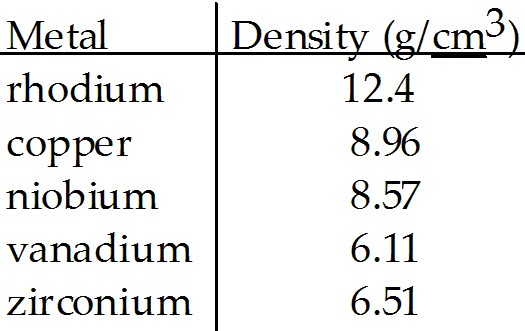 Metal Density (g/cm³)
rhodium 12.4
copper 8.96
niobium 8.57
vanadium 6.11
zirconium 6.51